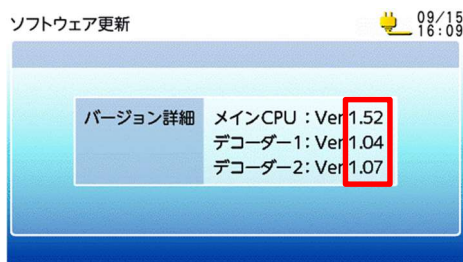 ソフトウェア更新
09/15
16:09
バージョン詳細
メインCPU：Ver 1.52
デコーダー1：Ver 1.04
デコーダー2：Ver 1.07